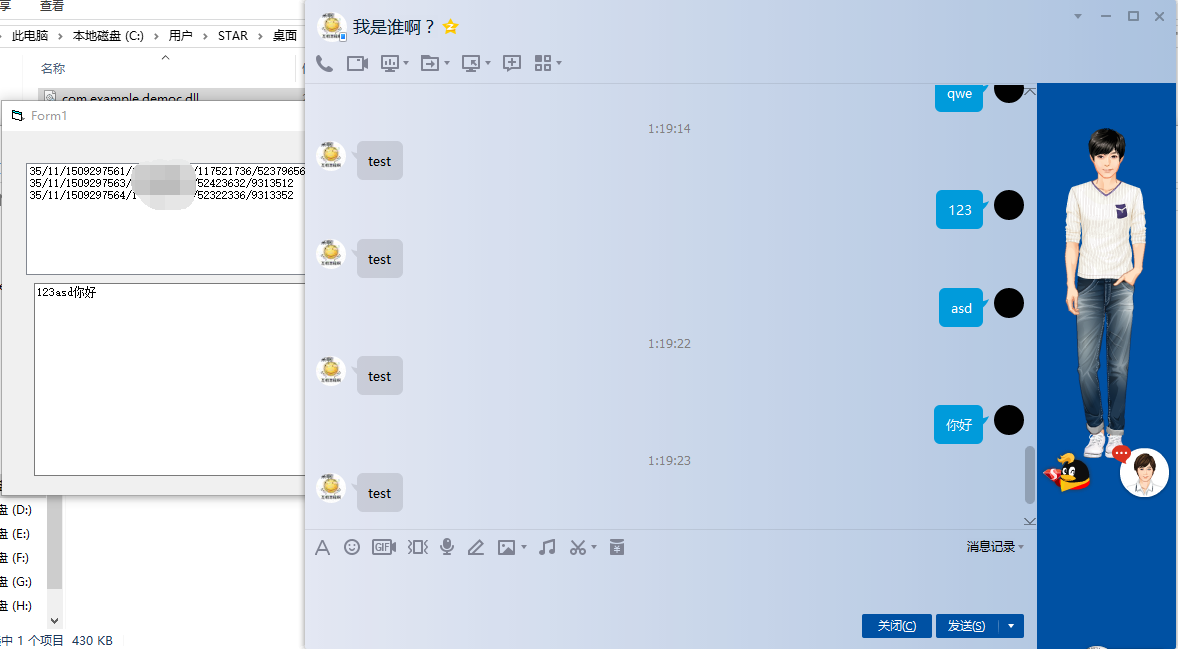 享 查看
此电脑 > 本地磁盘 (C:) > 用户 > STAR > 桌面
名称
com.example.democ.dll
Form1
35/11/1509297561/ /117521736/52379656
35/11/1509297563/ /52423632/9313512
35/11/1509297564/1 /52322336/9313352
123asd你好
盘 (D:)
盘 (E:)
盘 (F:)
盘 (G:)
盘 (H:)
中 1 个项目 430 KB
我是谁啊？
qwe
1:19:14
test
123
test
asd
1:19:22
test
你好
1:19:23
test
GIF
消息记录
关闭(C)
发送(S)